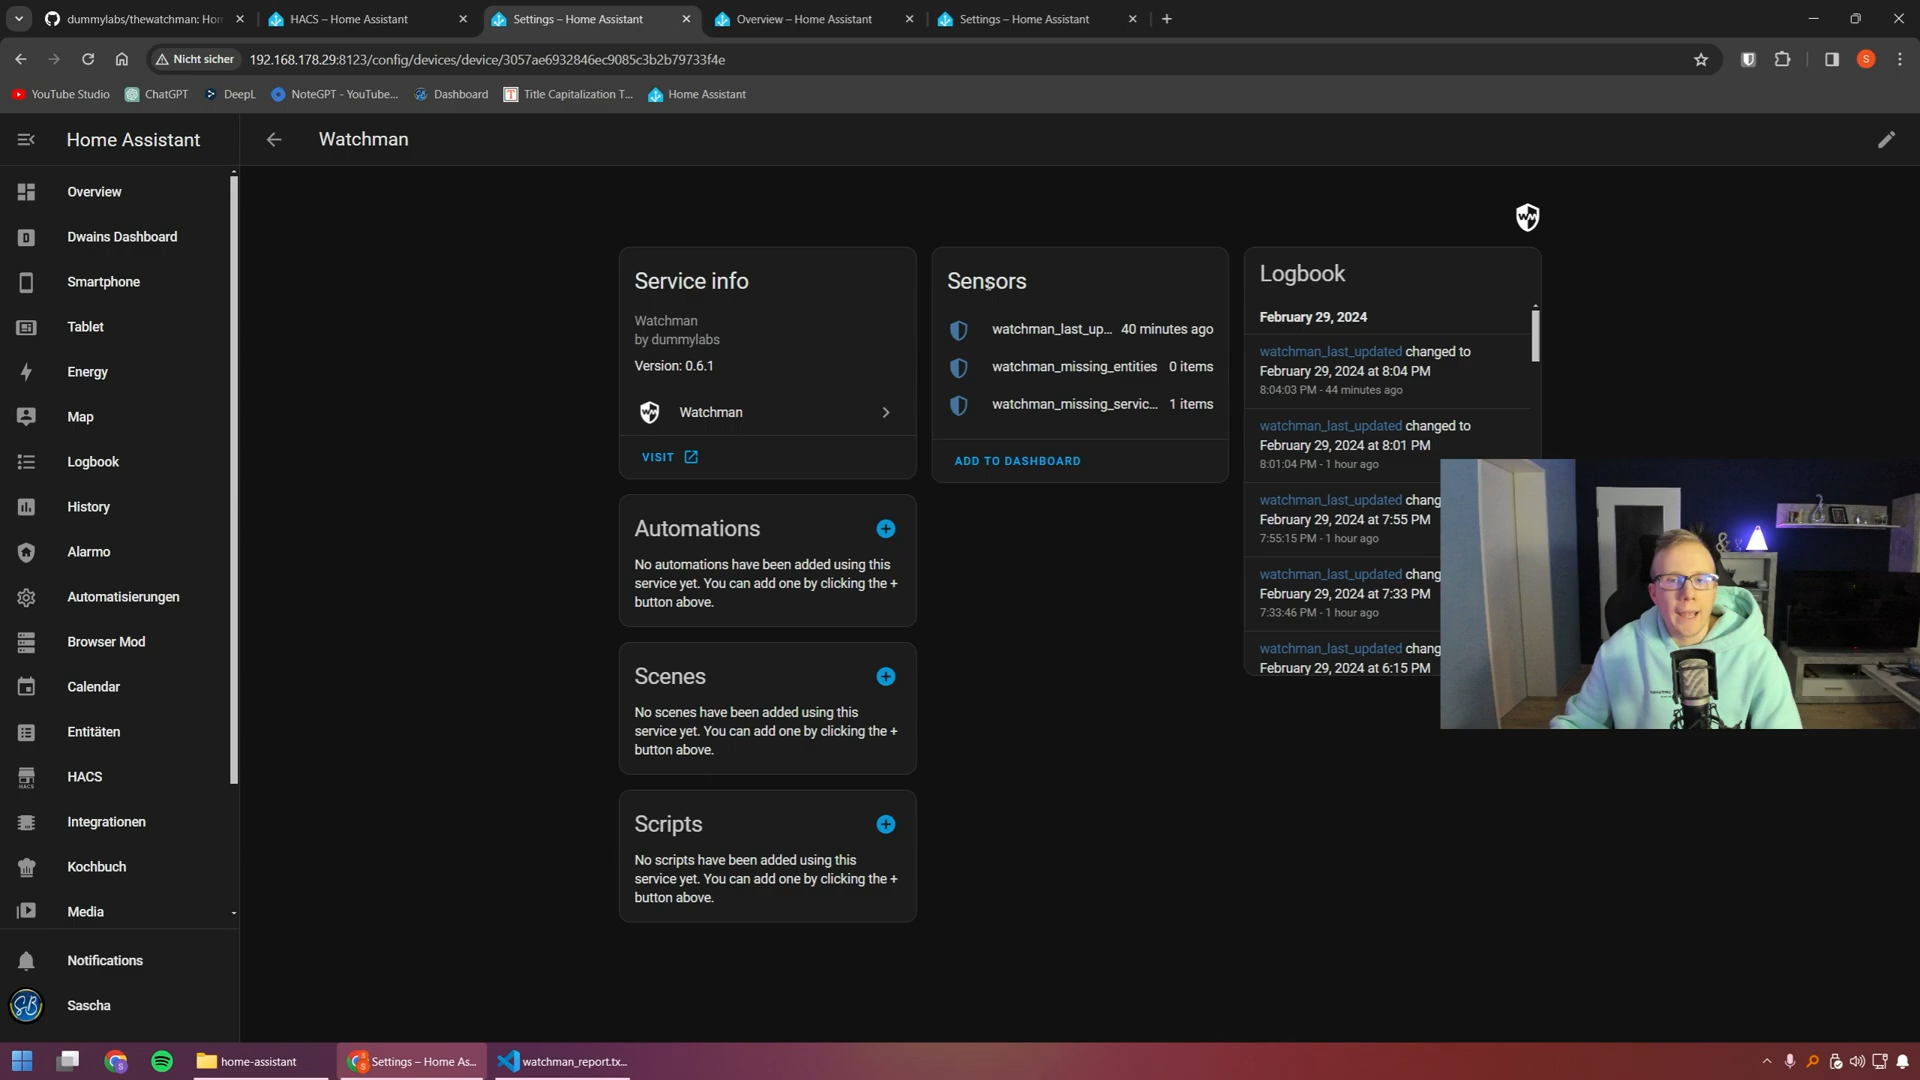 dummylabs/thewatchman: Hom
HACS – Home Assistant
Settings – Home Assistant
Overview – Home Assistant
Settings – Home Assistant
Nicht sicher
192.168.178.29:8123/config/devices/device/3057ae6932846ec9085c3b2b79733f4e
S
YouTube Studio
ChatGPT
DeepL
NoteGPT - YouTube...
Dashboard
Title Capitalization T...
Home Assistant
Home Assistant
Watchman
Overview
Dwains Dashboard
Smartphone
Tablet
Energy
Map
Logbook
History
Alarmo
Automatisierungen
Browser Mod
Calendar
Entitäten
HACS
Integrationen
Kochbuch
Media
Notifications
Sascha
Service info
Watchman
by dummylabs
Version: 0.6.1
Watchman
VISIT
Automations
No automations have been added using this
service yet. You can add one by clicking the +
button above.
Scenes
No scenes have been added using this
service yet. You can add one by clicking the +
button above.
Scripts
No scripts have been added using this
service yet. You can add one by clicking the +
button above.
Sensors
watchman_last_up... 40 minutes ago
watchman_missing_entities 0 items
watchman_missing_servic... 1 items
ADD TO DASHBOARD
Logbook
February 29, 2024
watchman_last_updated changed to
February 29, 2024 at 8:04 PM
8:04:03 PM - 44 minutes ago
watchman_last_updated changed to
February 29, 2024 at 8:01 PM
8:01:04 PM - 1 hour ago
watchman_last_updated chang
February 29, 2024 at 7:55 PM
7:55:15 PM - 1 hour ago
watchman_last_updated chang
February 29, 2024 at 7:33 PM
7:33:46 PM - 1 hour ago
watchman_last_updated chang
February 29, 2024 at 6:15 PM
home-assistant
Settings – Home As...
watchman_report.tx...